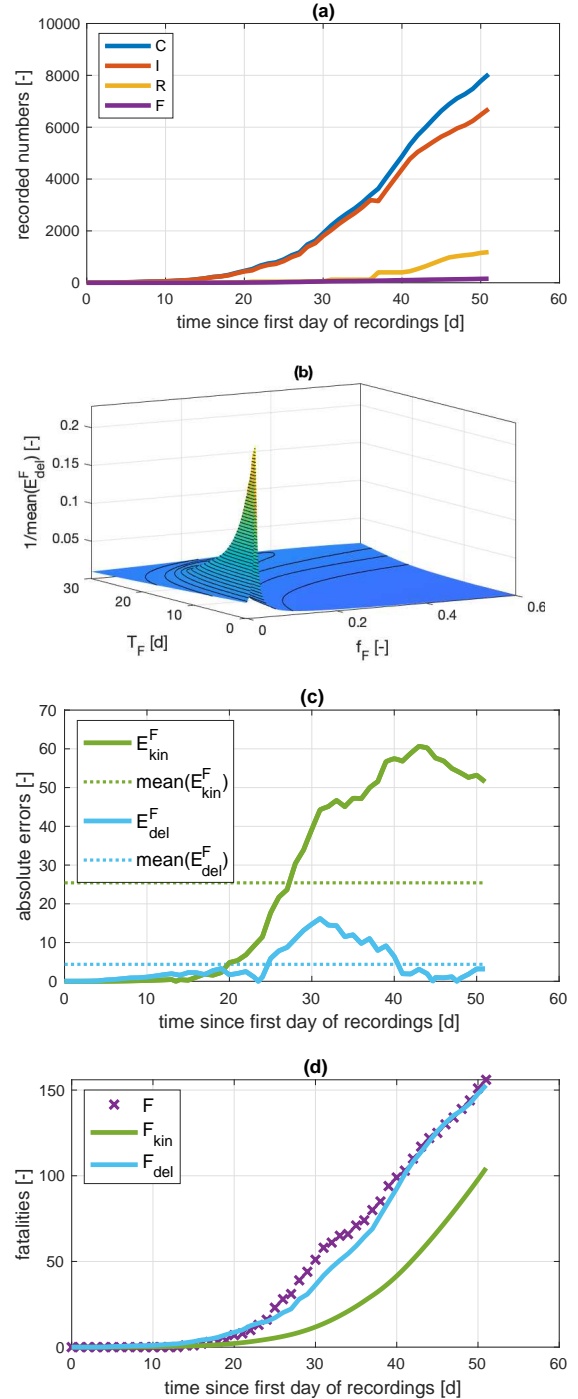 (a)
10000
8000
6000
4000
2000
0
recorded numbers [-]
C
I
R
F
0 10 20 30 40 50 60
time since first day of recordings [d]
(b)
0.2
0.15
0.1
0.05
1/mean(E^F_del) [-]
30 20 10 0
T_F [d]
0 0.2 0.4 0.6
f_F [-]
(c)
70
60
50
40
30
20
10
0
absolute errors [-]
E^F_kin
mean(E^F_kin)
E^F_del
mean(E^F_del)
0 10 20 30 40 50 60
time since first day of recordings [d]
(d)
150
100
50
0
fatalities [-]
F
F_kin
F_del
0 10 20 30 40 50 60
time since first day of recordings [d]